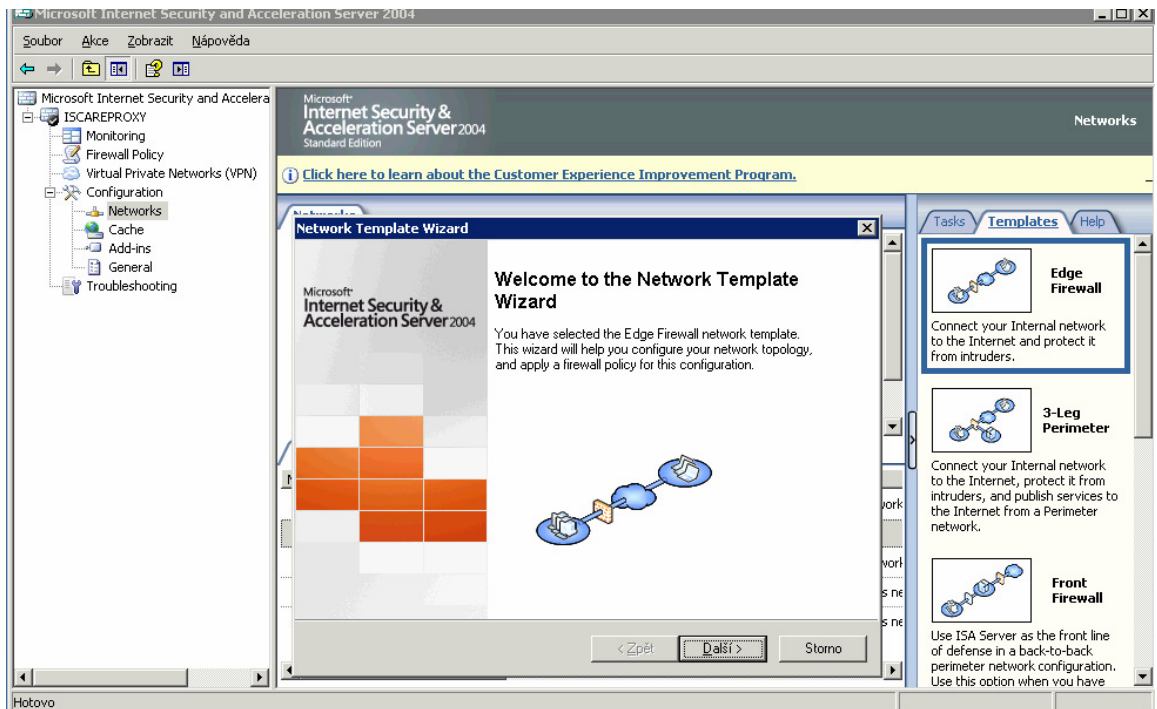 Microsoft Internet Security and Acceleration Server 2004
Soubor Akce Zobrazit Nápověda
Microsoft Internet Security and Accelera
ISCAREPROXY
Monitoring
Firewall Policy
Virtual Private Networks (VPN)
Configuration
Networks
Cache
Add-ins
General
Troubleshooting
Microsoft
Internet Security &
Acceleration Server 2004
Standard Edition
Networks
Click here to learn about the Customer Experience Improvement Program.
Networks
Network Template Wizard
Microsoft
Internet Security &
Acceleration Server 2004
Welcome to the Network Template
Wizard
You have selected the Edge Firewall network template.
This wizard will help you configure your network topology,
and apply a firewall policy for this configuration.
< Zpět Další > Storno
Tasks Templates Help
Edge
Firewall
Connect your Internal network
to the Internet and protect it
from intruders.
3-Leg
Perimeter
Connect your Internal network
to the Internet, protect it from
intruders, and publish services to
the Internet from a Perimeter
network.
Front
Firewall
Use ISA Server as the front line
of defense in a back-to-back
perimeter network configuration.
Use this option when you have
Hotovo